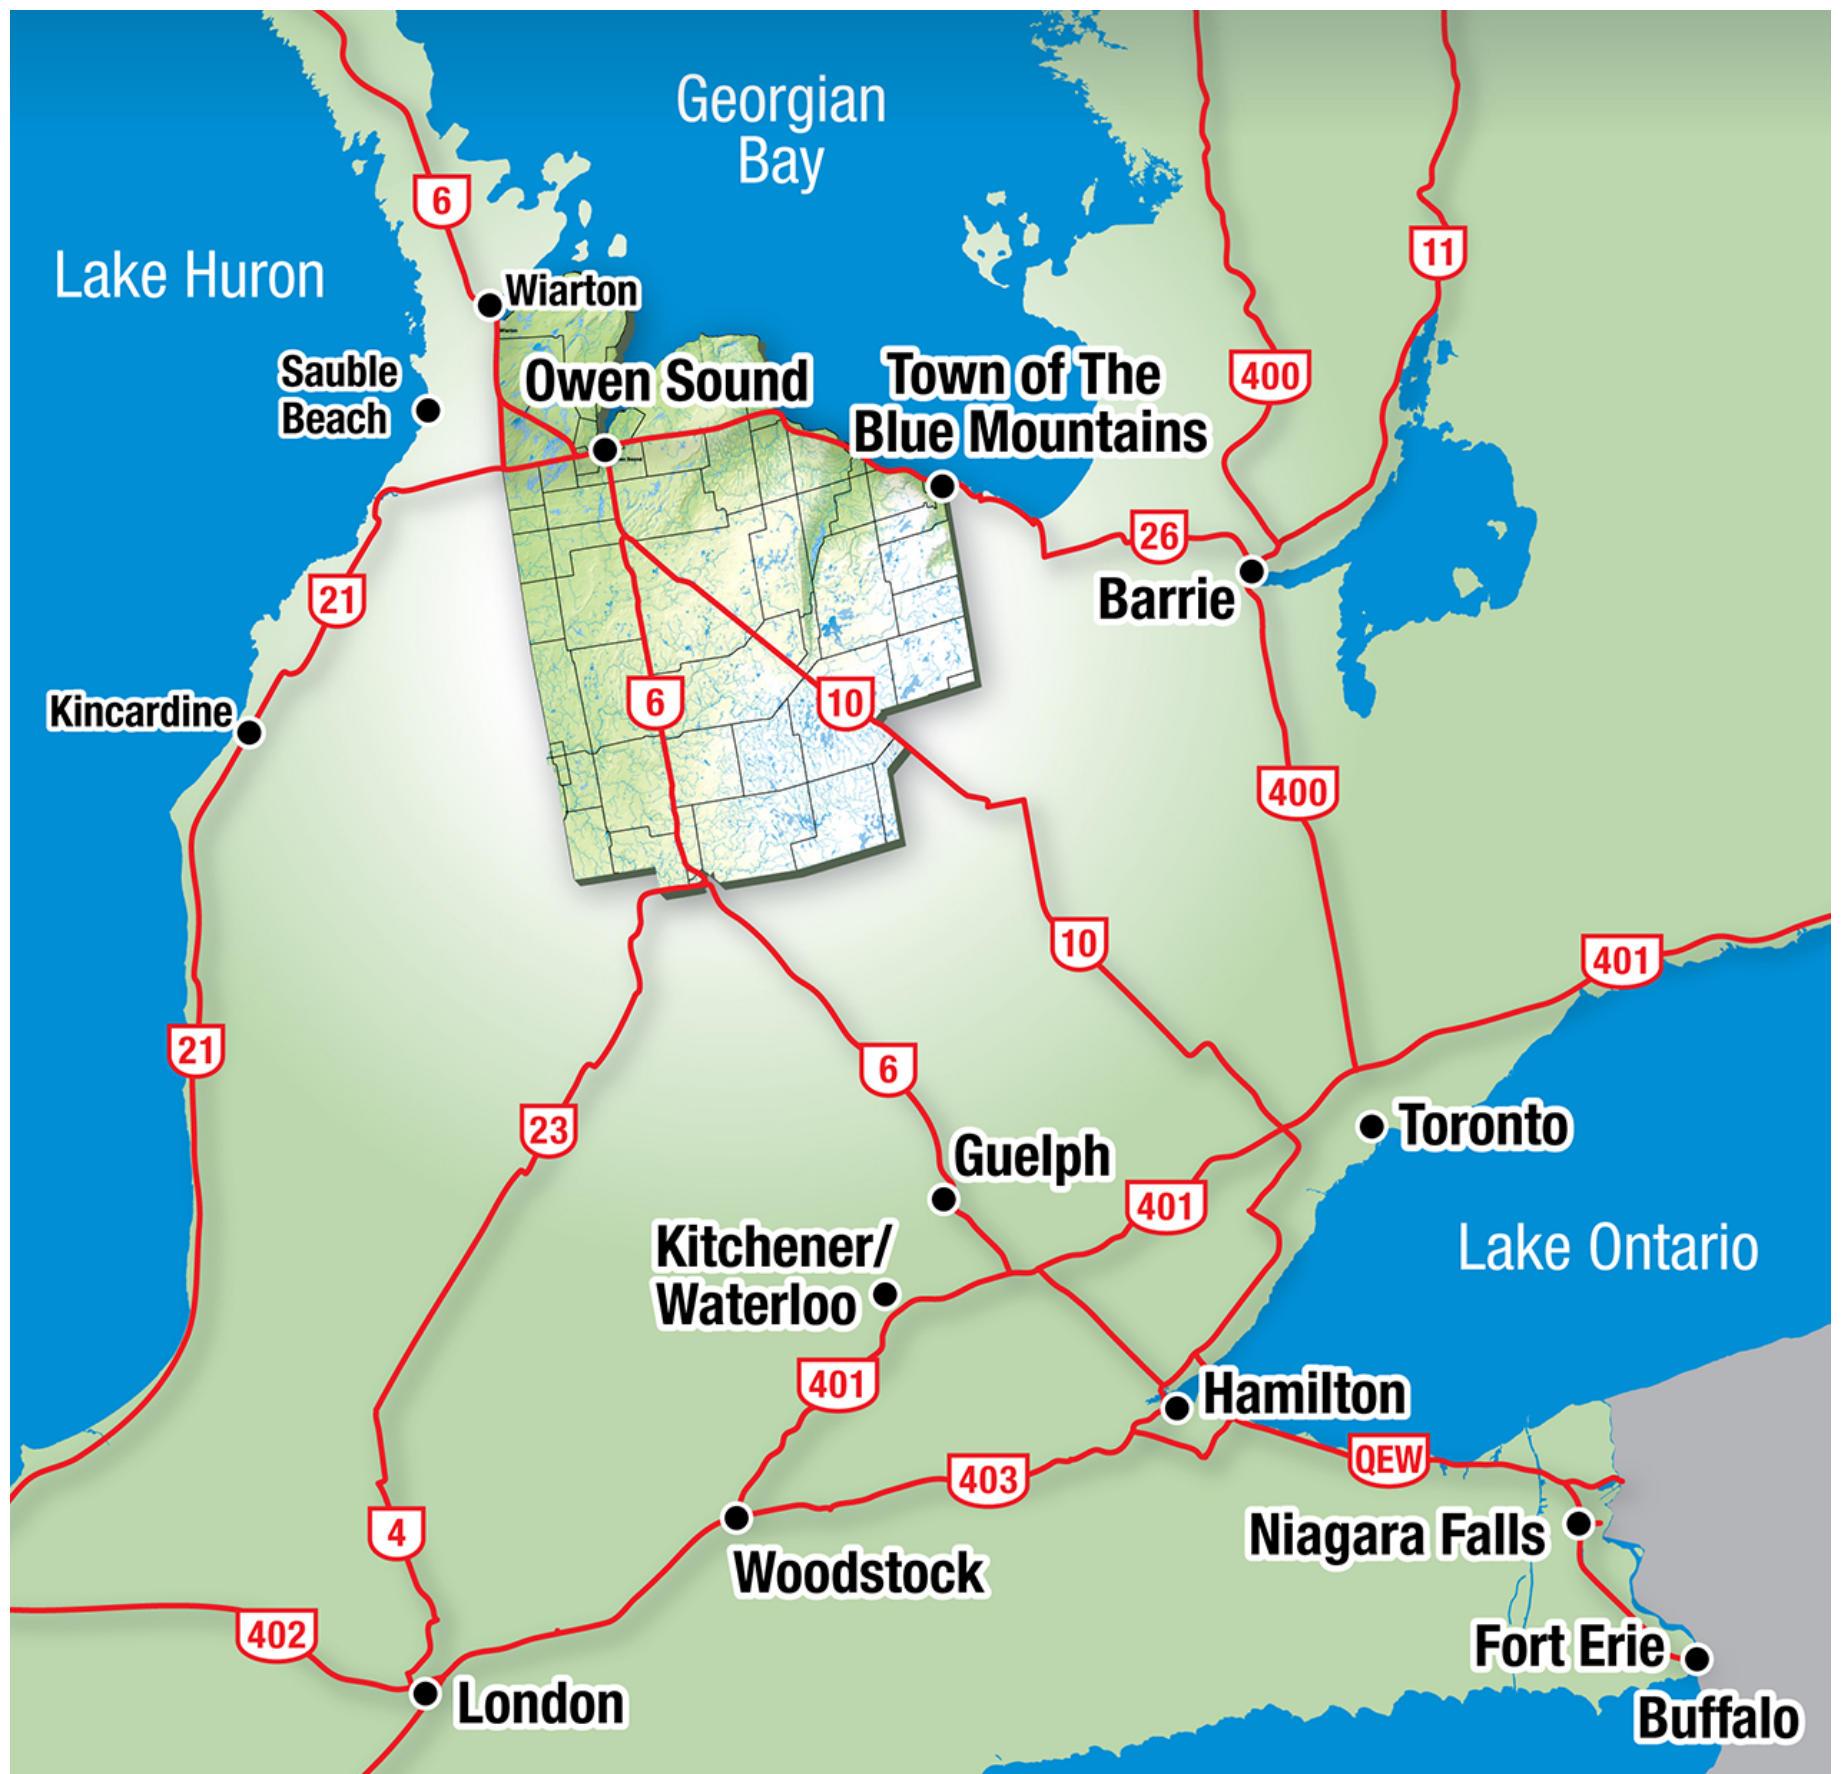 Georgian
Bay
6
11
Lake Huron
Wiarton
Wiarton
Sauble
Beach
Owen Sound
Town of The
Blue Mountains
400
26
21
Barrie
Kincardine
6
10
400
10
401
21
6
23
Toronto
Guelph
401
Kitchener/
Waterloo
Lake Ontario
401
Hamilton
403
QEW
4
Niagara Falls
Woodstock
402
Fort Erie
London
Buffalo